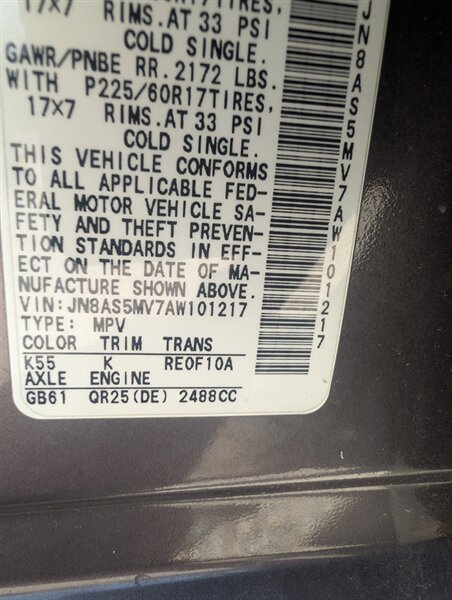 17X7 RIMS.AT 33 PSI
COLD SINGLE.
GAWR/PNBE RR.2172 LBS.
WITH P225/60R17TIRES,
17X7 RIMS.AT 33 PSI
COLD SINGLE.
THIS VEHICLE CONFORMS
TO ALL APPLICABLE FED-
ERAL MOTOR VEHICLE SA-
FETY AND THEFT PREVEN-
TION STANDARDS IN EFF-
ECT ON THE DATE OF MA-
NUFACTURE SHOWN ABOVE.
VIN:JN8AS5MV7AW101217
TYPE: MPV
COLOR TRIM TRANS
K55 K RE0F10A
AXLE ENGINE
GB61 QR25(DE) 2488CC
JN8AS5MV7AW101217